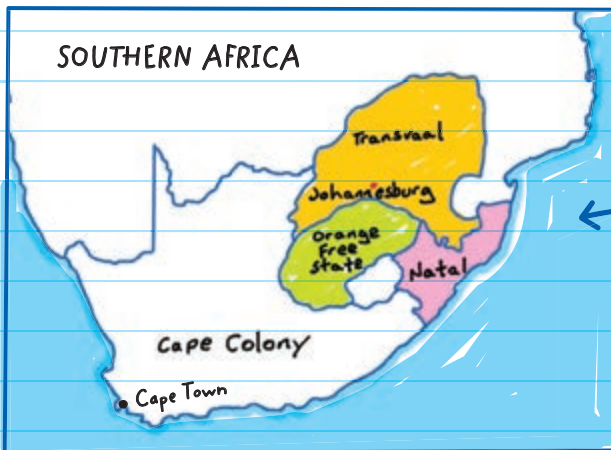 SOUTHERN AFRICA
Transvaal
Johannesburg
Orange
Free
State
Natal
Cape Colony
Cape Town